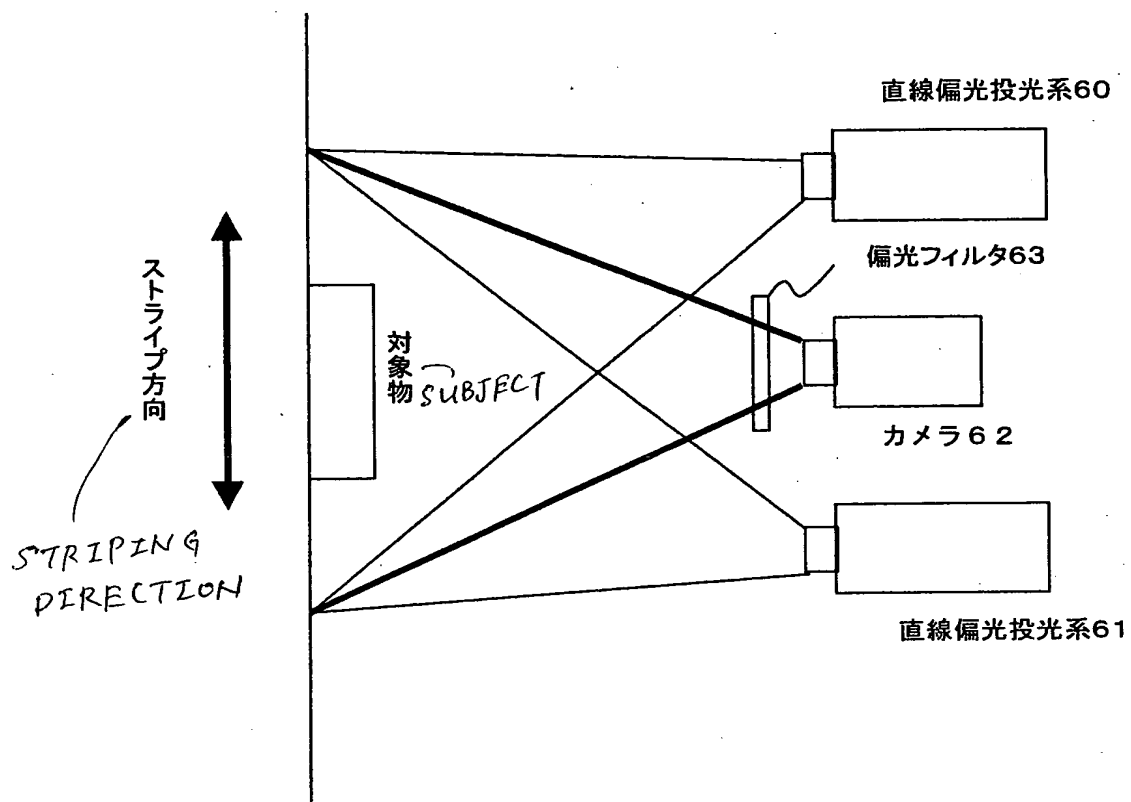 直線偏光投光系60
偏光フィルタ63
ストライプ方向
対象物
SUBJECT
カメラ62
STRIPING
DIRECTION
直線偏光投光系61